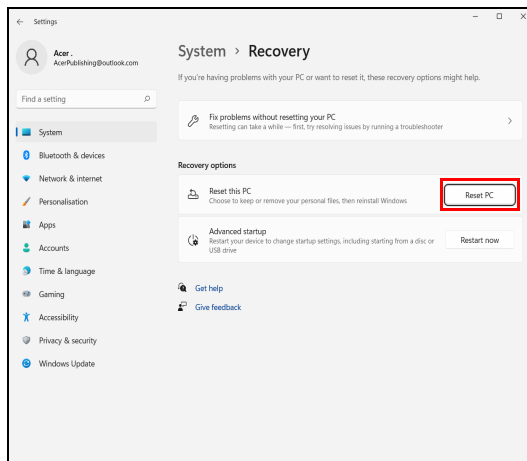 Settings
Acer .
AcerPublishing@outlook.com
Find a setting
System
Bluetooth & devices
Network & internet
Personalisation
Apps
Accounts
Time & language
Gaming
Accessibility
Privacy & security
Windows Update
System > Recovery
If you're having problems with your PC or want to reset it, these recovery options might help.
Fix problems without resetting your PC
Resetting can take a while — first, try resolving issues by running a troubleshooter
Recovery options
Reset this PC
Choose to keep or remove your personal files, then reinstall Windows
Reset PC
Advanced startup
Restart your device to change startup settings, including starting from a disc or
USB drive
Restart now
Get help
Give feedback